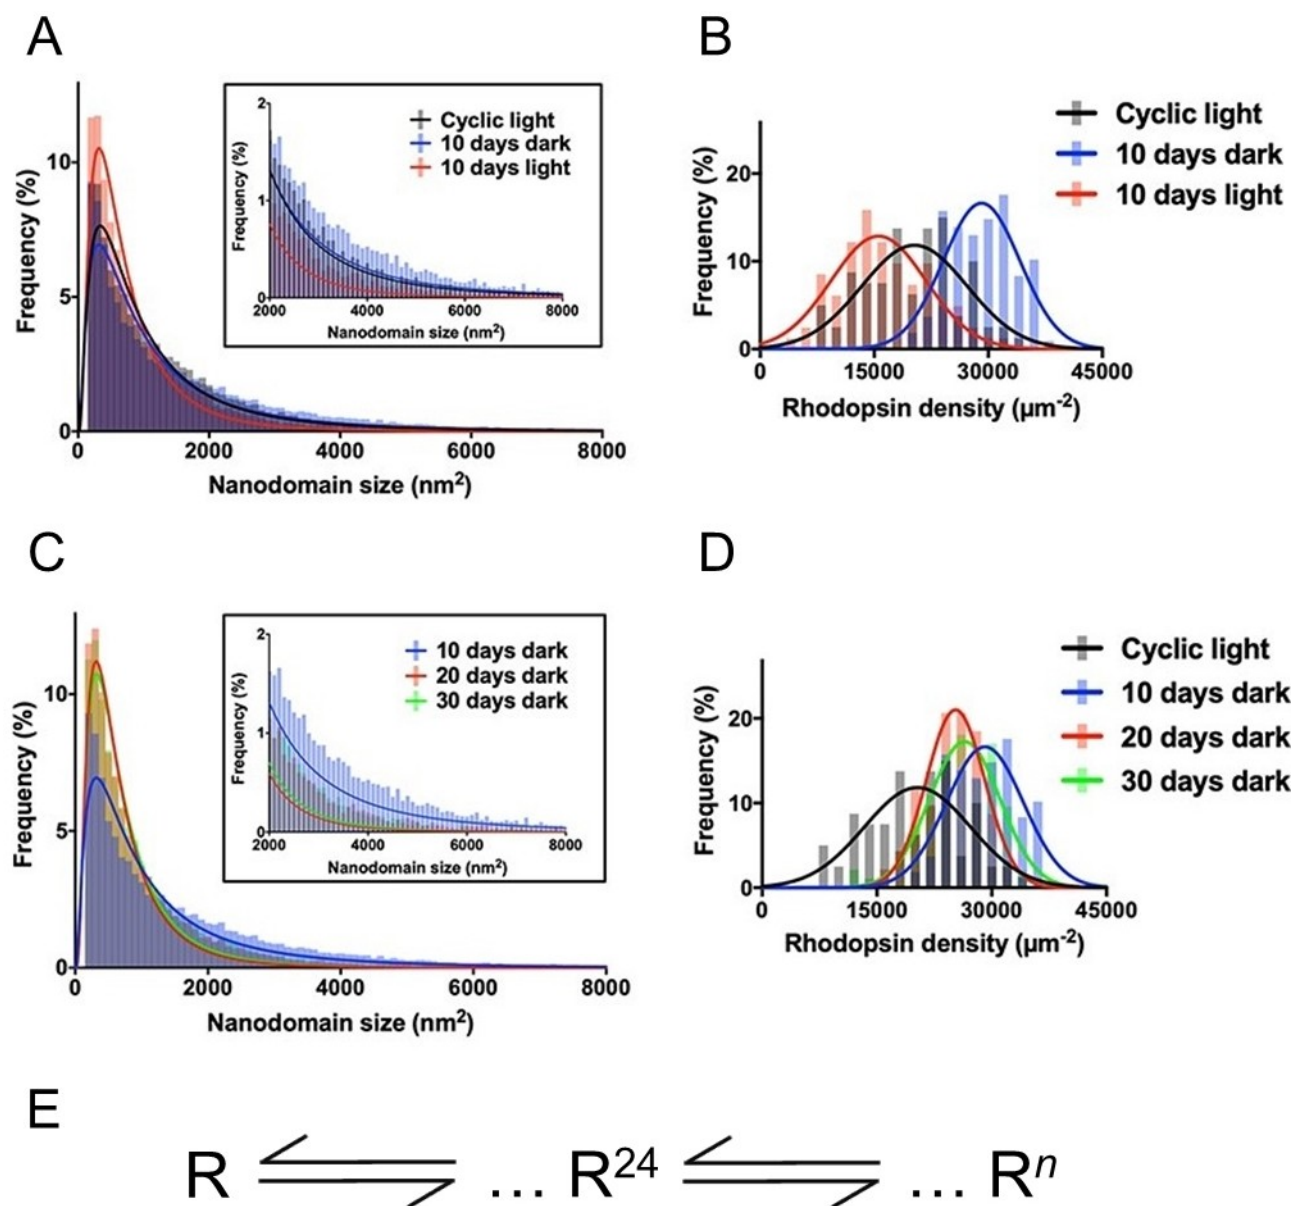 A
Frequency (%)
10
5
0
0 2000 4000 6000 8000
Nanodomain size (nm²)
Frequency (%)
2
1
0
2000 4000 6000 8000
Nanodomain size (nm²)
Cyclic light
10 days dark
10 days light
B
Frequency (%)
20
10
0
0 15000 30000 45000
Rhodopsin density (µm⁻²)
Cyclic light
10 days dark
10 days light
C
Frequency (%)
10
5
0
0 2000 4000 6000 8000
Nanodomain size (nm²)
Frequency (%)
2
1
0
2000 4000 6000 8000
Nanodomain size (nm²)
10 days dark
20 days dark
30 days dark
D
Frequency (%)
20
10
0
0 15000 30000 45000
Rhodopsin density (µm⁻²)
Cyclic light
10 days dark
20 days dark
30 days dark
E
R ⇌ ... R²⁴ ⇌ ... Rⁿ